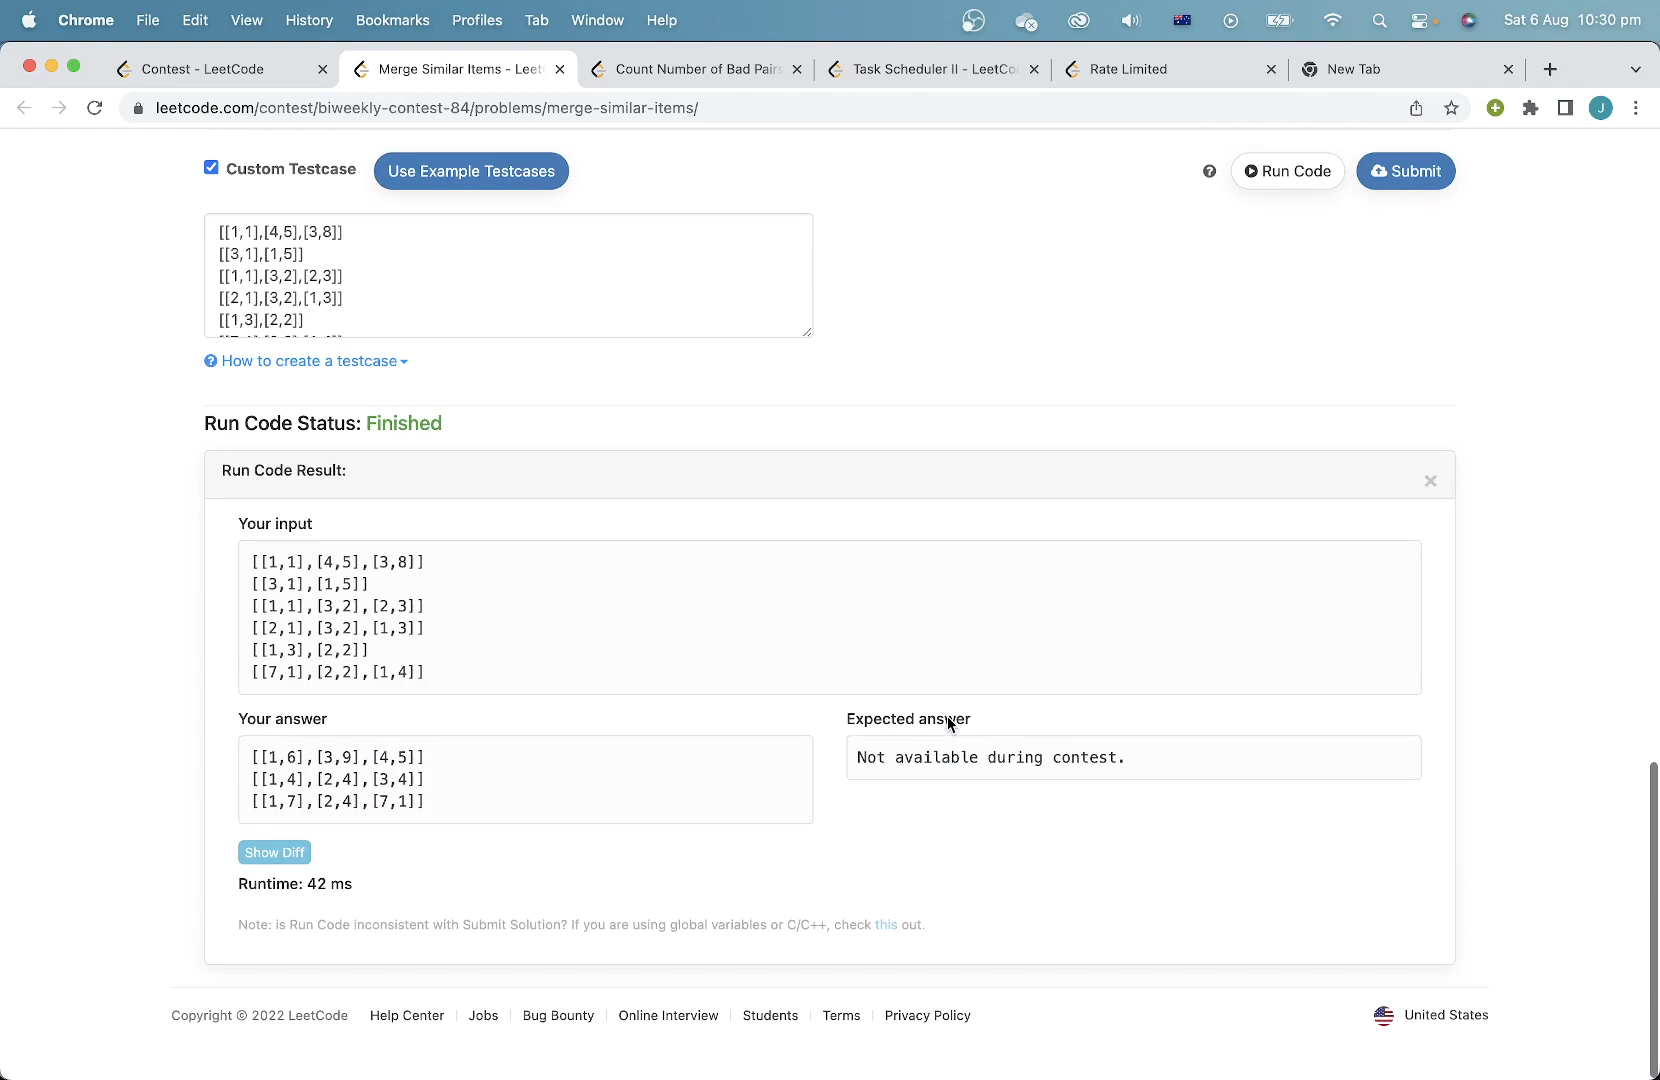 Chrome File Edit View History Bookmarks Profiles Tab Window Help Sat 6 Aug 10:30 pm
Contest - LeetCode Merge Similar Items - Leet Count Number of Bad Pairs Task Scheduler II - LeetCo Rate Limited New Tab
leetcode.com/contest/biweekly-contest-84/problems/merge-similar-items/ J
Custom Testcase Use Example Testcases Run Code Submit
[[1,1],[4,5],[3,8]]
[[3,1],[1,5]]
[[1,1],[3,2],[2,3]]
[[2,1],[3,2],[1,3]]
[[1,3],[2,2]]
How to create a testcase
Run Code Status: Finished
Run Code Result:
Your input
[[1,1],[4,5],[3,8]]
[[3,1],[1,5]]
[[1,1],[3,2],[2,3]]
[[2,1],[3,2],[1,3]]
[[1,3],[2,2]]
[[7,1],[2,2],[1,4]]
Your answer
[[1,6],[3,9],[4,5]]
[[1,4],[2,4],[3,4]]
[[1,7],[2,4],[7,1]]
Expected answer
Not available during contest.
Show Diff
Runtime: 42 ms
Note: is Run Code inconsistent with Submit Solution? If you are using global variables or C/C++, check this out.
Copyright © 2022 LeetCode Help Center Jobs Bug Bounty Online Interview Students Terms Privacy Policy United States